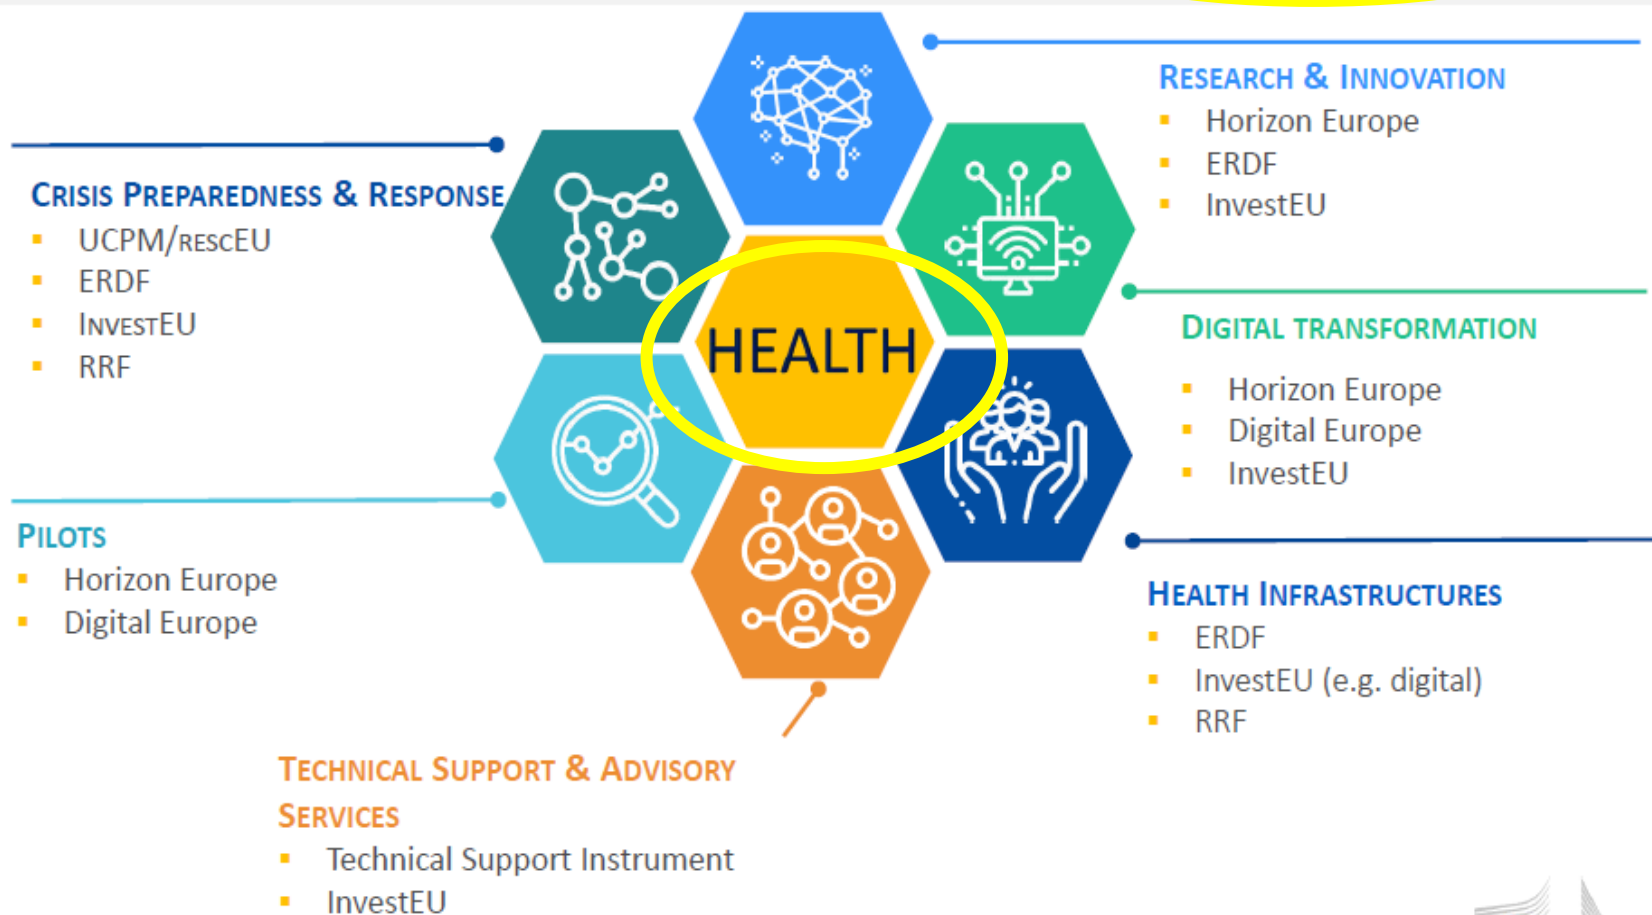 RESEARCH & INNOVATION
▪ Horizon Europe
▪ ERDF
▪ InvestEU
CRISIS PREPAREDNESS & RESPONSE
▪ UCPM/RESCEU
▪ ERDF
▪ INVESTEU
▪ RRF
HEALTH
DIGITAL TRANSFORMATION
▪ Horizon Europe
▪ Digital Europe
▪ InvestEU
PILOTS
▪ Horizon Europe
▪ Digital Europe
HEALTH INFRASTRUCTURES
▪ ERDF
▪ InvestEU (e.g. digital)
▪ RRF
TECHNICAL SUPPORT & ADVISORY
SERVICES
▪ Technical Support Instrument
▪ InvestEU